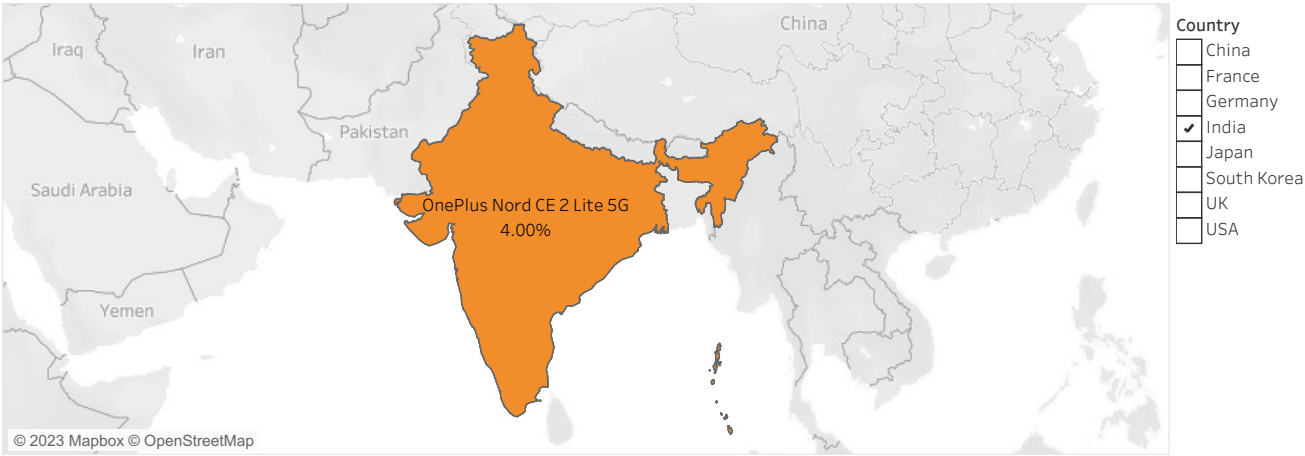 China
Iraq
Iran
Pakistan
Saudi Arabia
OnePlus Nord CE 2 Lite 5G
4.00%
Yemen
© 2023 Mapbox © OpenStreetMap
Country
China
France
Germany
India
Japan
South Korea
UK
USA